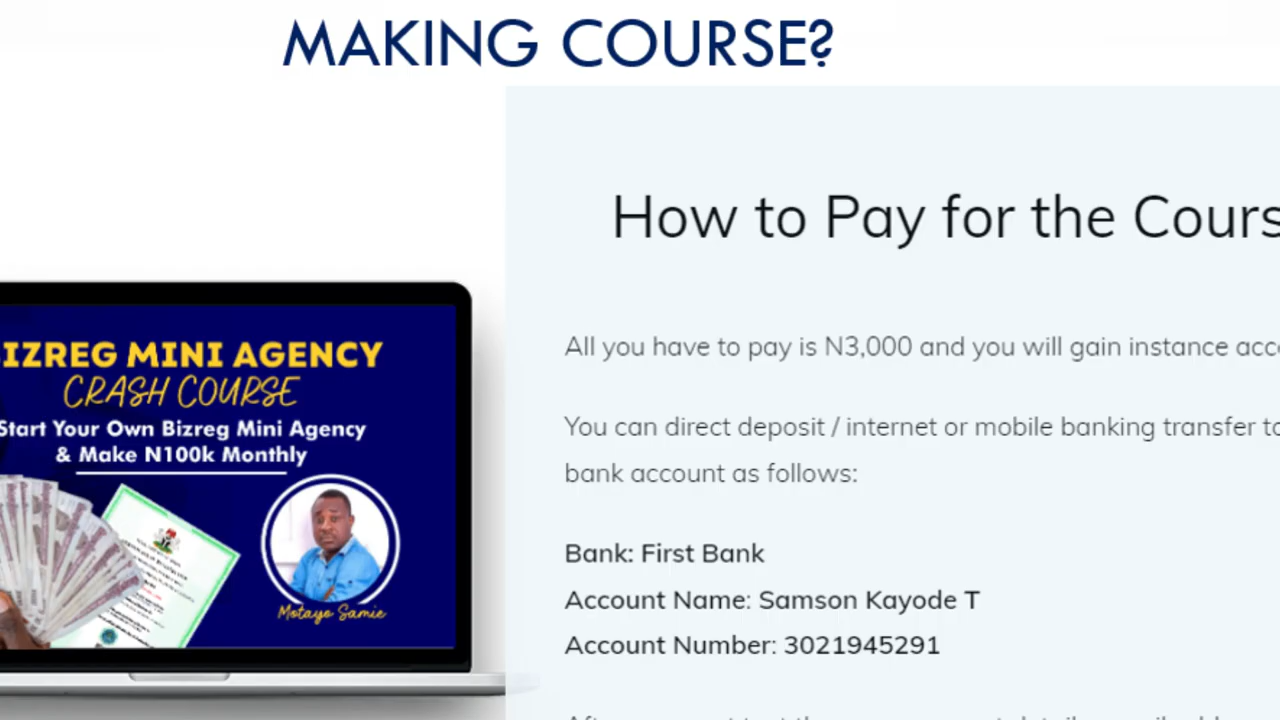 MAKING COURSE?
How to Pay for the Cours
All you have to pay is N3,000 and you will gain instance acc
You can direct deposit / internet or mobile banking transfer to
bank account as follows:
Bank: First Bank
Account Name: Samson Kayode T
Account Number: 3021945291
IZREG MINI AGENCY
CRASH COURSE
Start Your Own Bizreg Mini Agency
& Make N100k Monthly
Motayo Samie